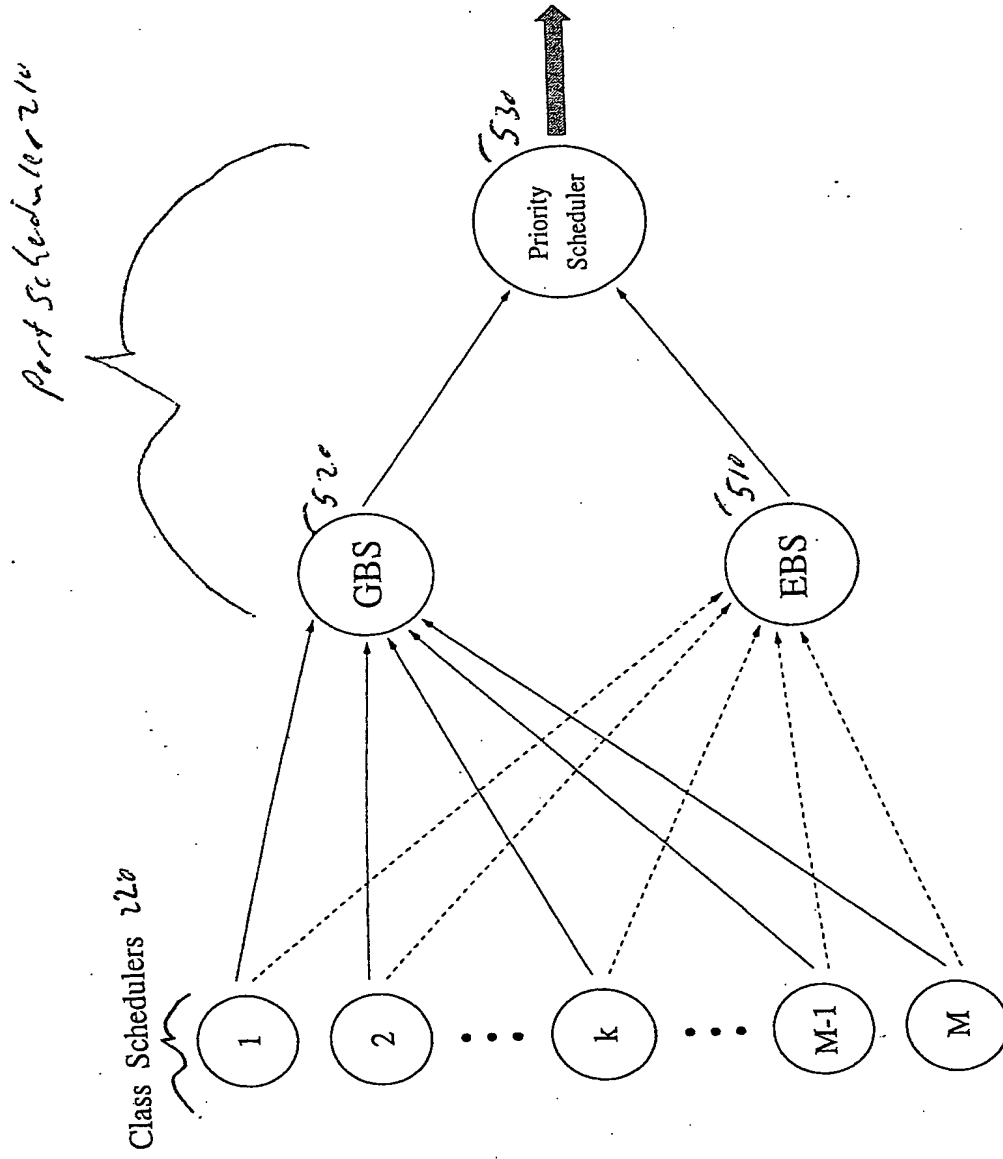 Port Scheduler 210
Class Schedulers 220
1
2
k
M-1
M
GBS
520
EBS
510
Priority
Scheduler
530